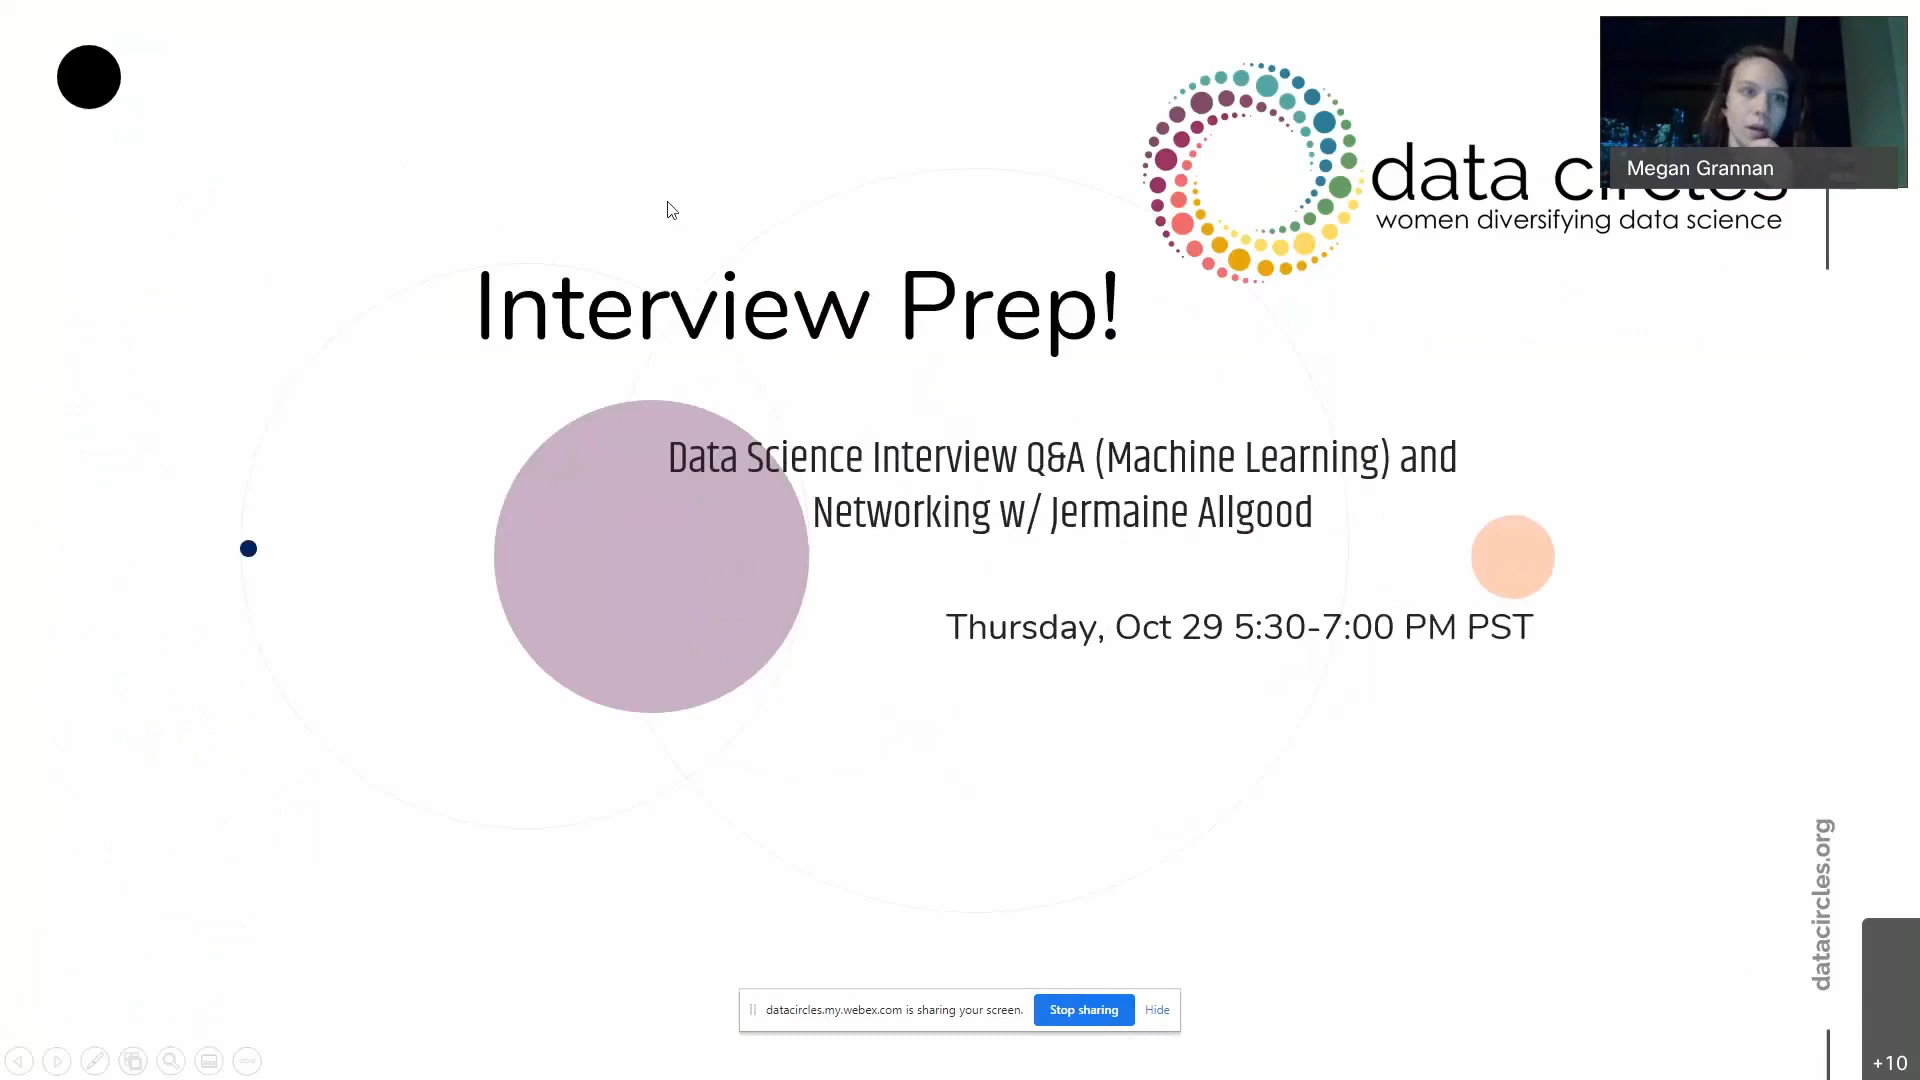 Megan Grannan
data circles
women diversifying data science
Interview Prep!
Data Science Interview Q&A (Machine Learning) and
Networking w/ Jermaine Allgood
Thursday, Oct 29 5:30-7:00 PM PST
datacircles.org
datacircles.my.webex.com is sharing your screen.
Stop sharing
Hide
+10